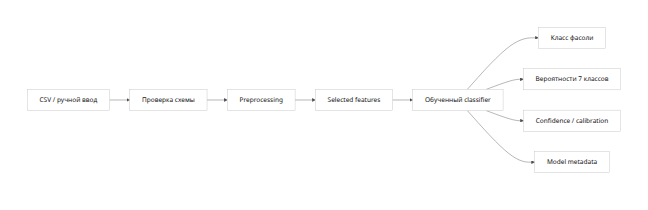 CSV / ручной ввод
Проверка схемы
Preprocessing
Selected features
Обученный classifier
Класс фасоли
Вероятности 7 классов
Confidence / calibration
Model metadata